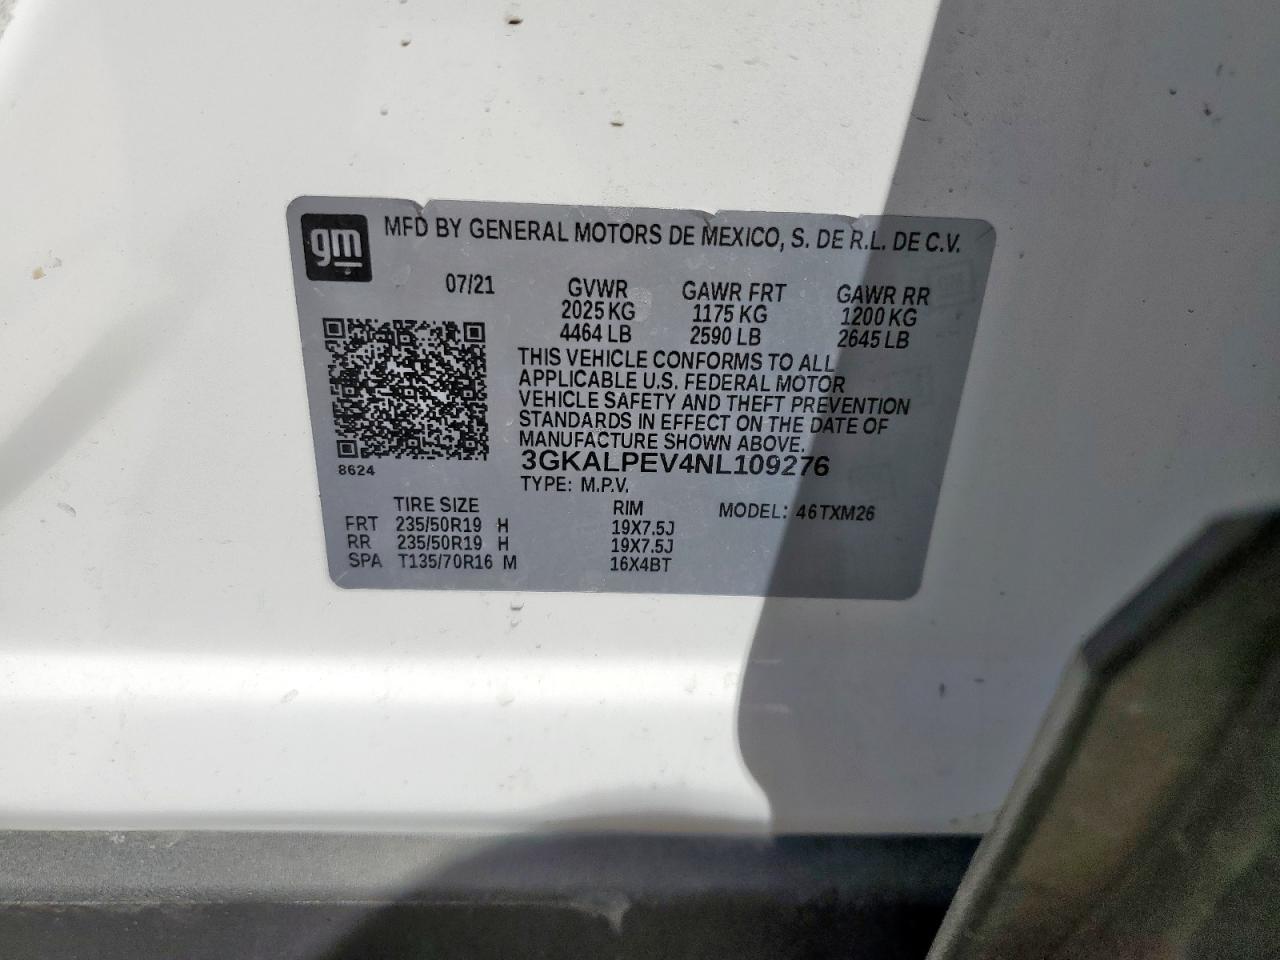 gm
MFD BY GENERAL MOTORS DE MEXICO, S. DE R.L. DE C.V.
07/21 GVWR GAWR FRT GAWR RR
2025 KG 1175 KG 1200 KG
4464 LB 2590 LB 2645 LB
THIS VEHICLE CONFORMS TO ALL
APPLICABLE U.S. FEDERAL MOTOR
VEHICLE SAFETY AND THEFT PREVENTION
STANDARDS IN EFFECT ON THE DATE OF
MANUFACTURE SHOWN ABOVE.
3GKALPEV4NL109276
8624
TYPE: M.P.V.
TIRE SIZE RIM MODEL: 46TXM26
FRT 235/50R19 H 19X7.5J
RR 235/50R19 H 19X7.5J
SPA T135/70R16 M 16X4BT